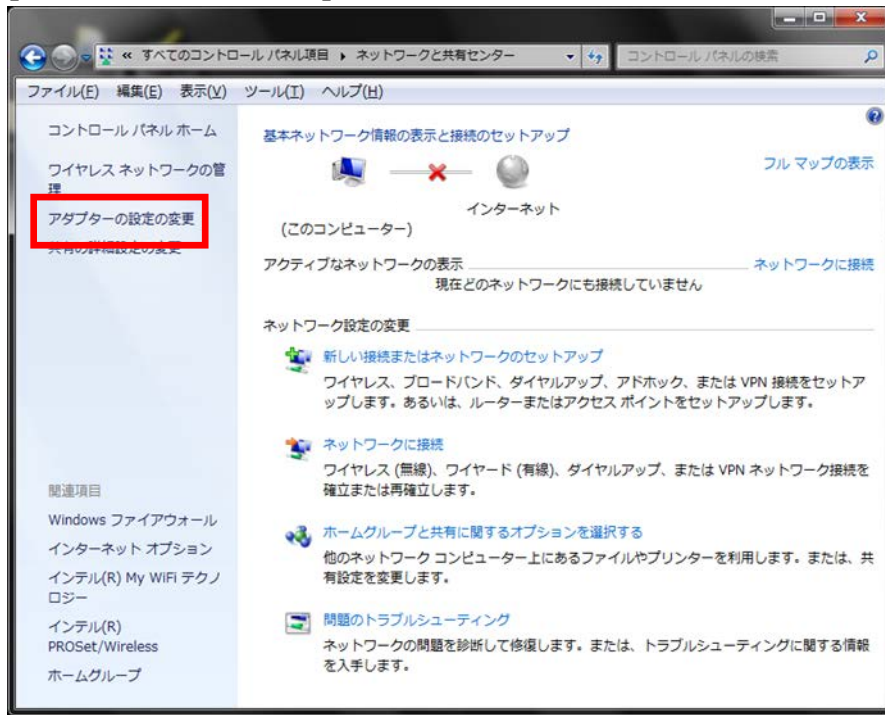 « すべてのコントロール パネル項目 ▸ ネットワークと共有センター
コントロール パネルの検索
ファイル(F) 編集(E) 表示(V) ツール(T) ヘルプ(H)
コントロール パネル ホーム
ワイヤレス ネットワークの管
理
アダプターの設定の変更
共有の詳細設定の変更
関連項目
Windows ファイアウォール
インターネット オプション
インテル(R) My WiFi テクノ
ロジー
インテル(R)
PROSet/Wireless
ホームグループ
基本ネットワーク情報の表示と接続のセットアップ
フル マップの表示
インターネット
(このコンピューター)
アクティブなネットワークの表示 ネットワークに接続
現在どのネットワークにも接続していません
ネットワーク設定の変更
新しい接続またはネットワークのセットアップ
ワイヤレス、ブロードバンド、ダイヤルアップ、アドホック、または VPN 接続をセットア
ップします。あるいは、ルーターまたはアクセス ポイントをセットアップします。
ネットワークに接続
ワイヤレス (無線)、ワイヤード (有線)、ダイヤルアップ、または VPN ネットワーク接続を
確立または再確立します。
ホームグループと共有に関するオプションを選択する
他のネットワーク コンピューター上にあるファイルやプリンターを利用します。または、共
有設定を変更します。
問題のトラブルシューティング
ネットワークの問題を診断して修復します。または、トラブルシューティングに関する情報
を入手します。